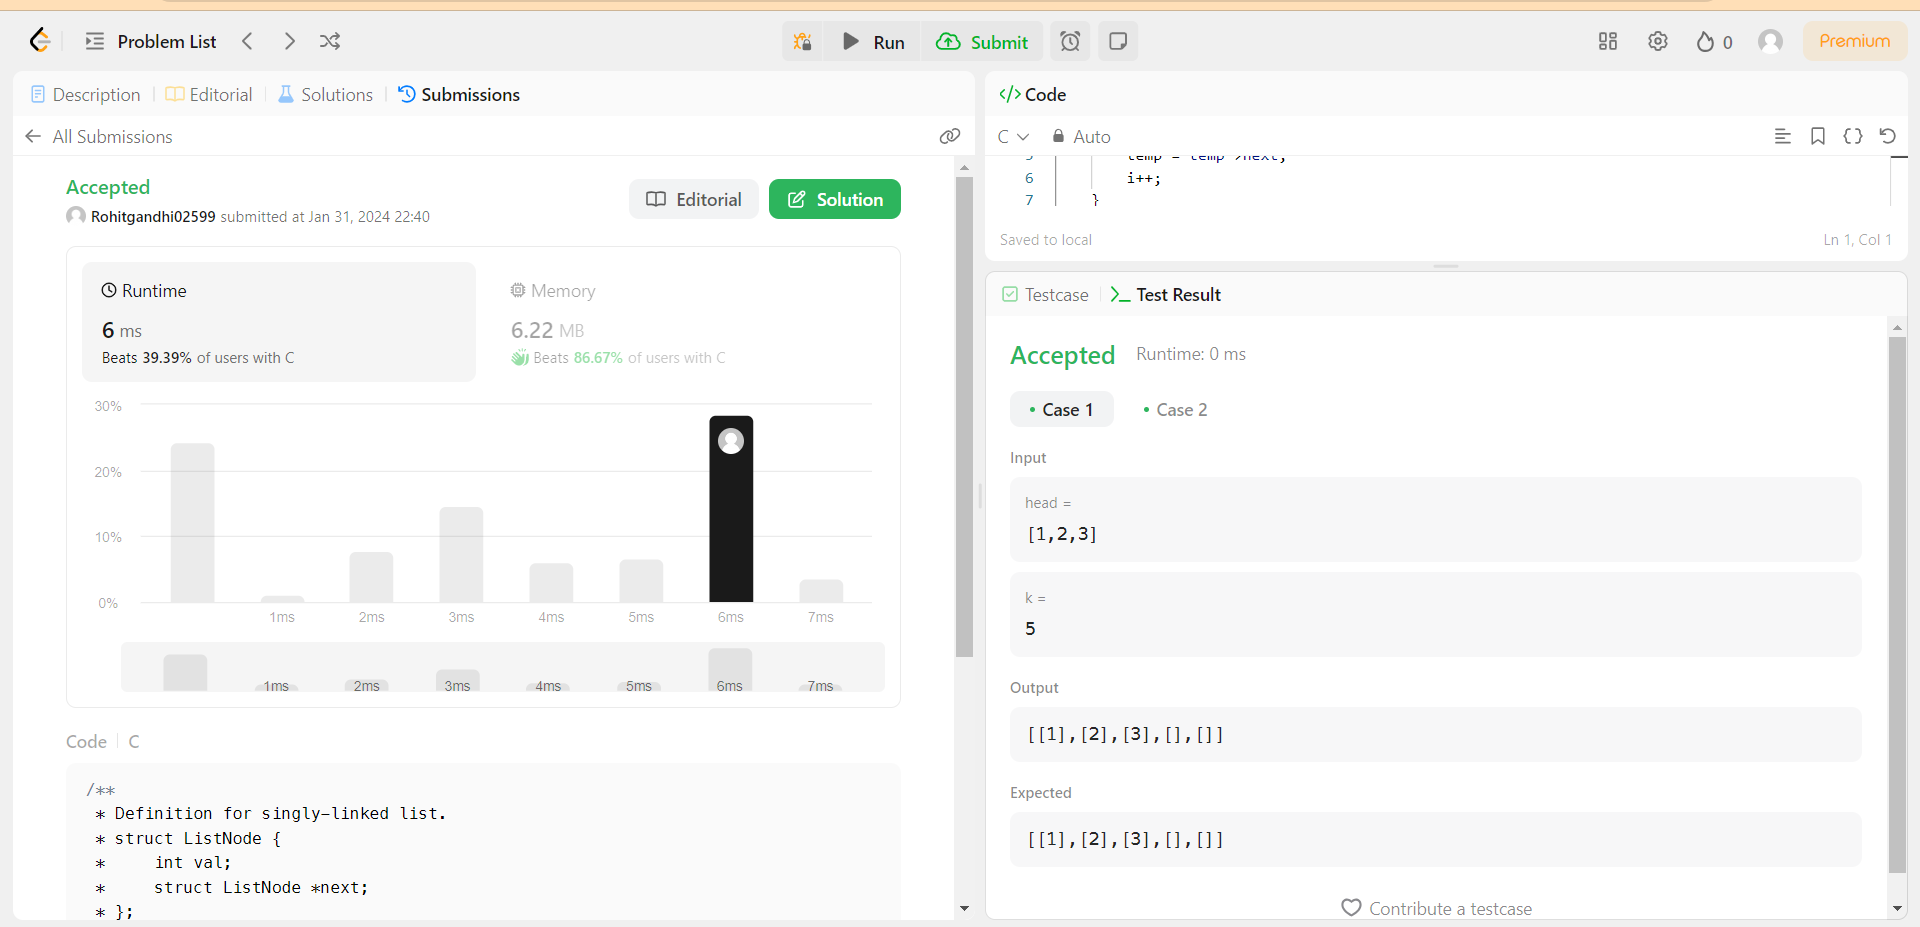 Problem List
Run
Submit
0
Premium
Description
Editorial
Solutions
Submissions
All Submissions
Accepted
Rohitgandhi02599 submitted at Jan 31, 2024 22:40
Editorial
Solution
Runtime
6 ms
Beats 39.39% of users with C
Memory
6.22 MB
Beats 86.67% of users with C
30%
20%
10%
0%
1ms 2ms 3ms 4ms 5ms 6ms 7ms
1ms 2ms 3ms 4ms 5ms 6ms 7ms
Code C
/**
* Definition for singly-linked list.
* struct ListNode {
*     int val;
*     struct ListNode *next;
* };
</> Code
C
Auto
5 temp = temp->next;
6 i++;
7 }
Saved to local
Ln 1, Col 1
Testcase
Test Result
Accepted Runtime: 0 ms
• Case 1 • Case 2
Input
head =
[1,2,3]
k =
5
Output
[[1],[2],[3],[],[]]
Expected
[[1],[2],[3],[],[]]
Contribute a testcase